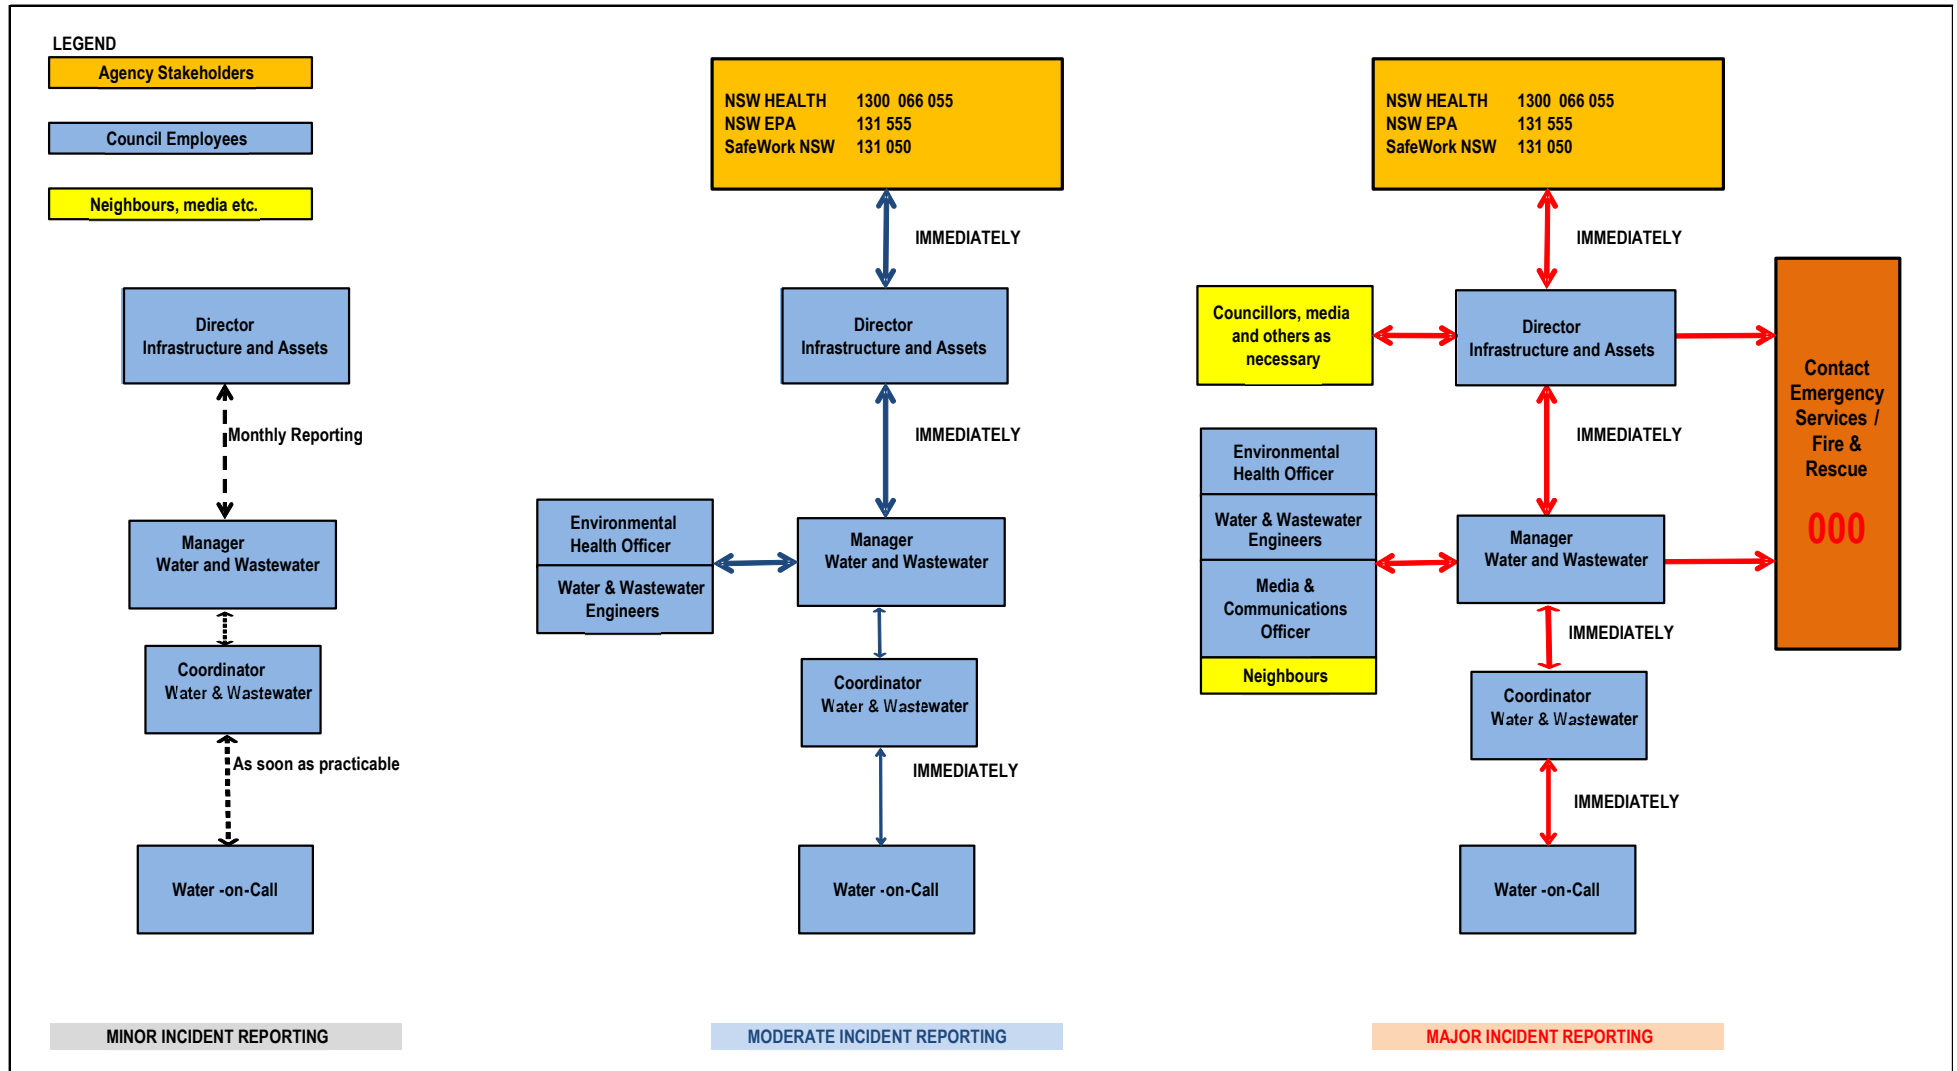 LEGEND
Agency Stakeholders
Council Employees
Neighbours, media etc.
Director
Infrastructure and Assets
Monthly Reporting
Manager
Water and Wastewater
Coordinator
Water & Wastewater
As soon as practicable
Water -on-Call
MINOR INCIDENT REPORTING
NSW HEALTH 1300 066 055
NSW EPA 131 555
SafeWork NSW 131 050
IMMEDIATELY
Director
Infrastructure and Assets
IMMEDIATELY
Environmental
Health Officer
Water & Wastewater
Engineers
Manager
Water and Wastewater
Coordinator
Water & Wastewater
IMMEDIATELY
Water -on-Call
MODERATE INCIDENT REPORTING
NSW HEALTH 1300 066 055
NSW EPA 131 555
SafeWork NSW 131 050
IMMEDIATELY
Councillors, media
and others as
necessary
Director
Infrastructure and Assets
IMMEDIATELY
Environmental
Health Officer
Water & Wastewater
Engineers
Media &
Communications
Officer
Neighbours
Manager
Water and Wastewater
IMMEDIATELY
Coordinator
Water & Wastewater
IMMEDIATELY
Water -on-Call
Contact
Emergency
Services /
Fire &
Rescue
000
MAJOR INCIDENT REPORTING